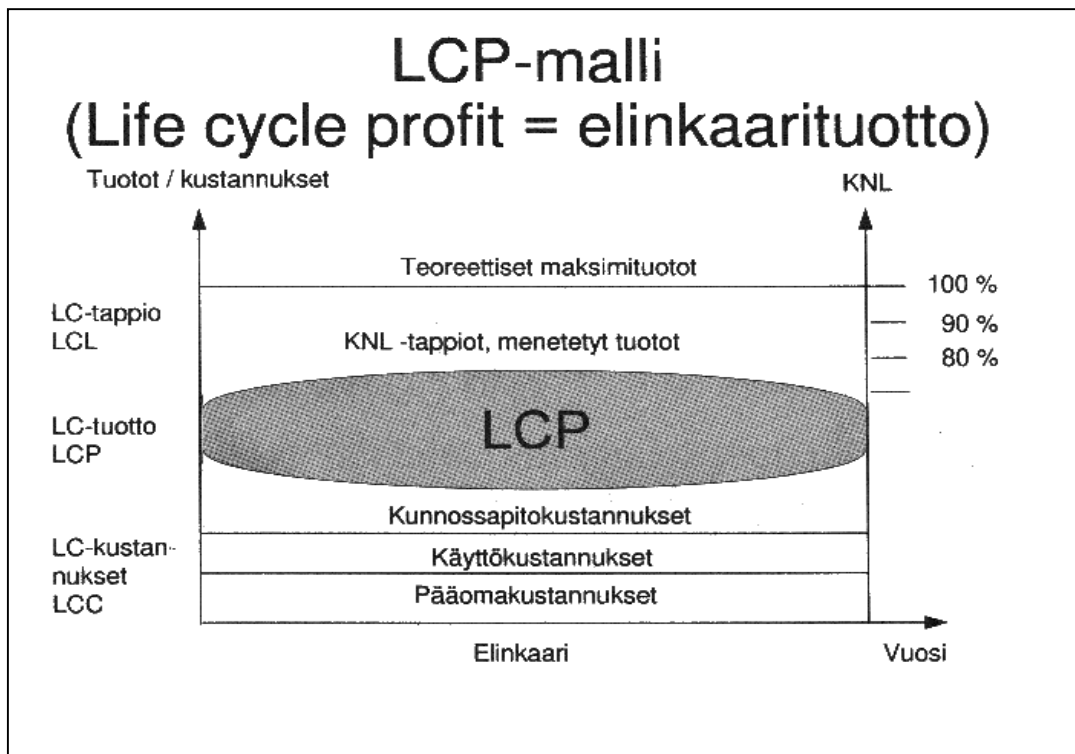 LCP-malli
(Life cycle profit = elinkaarituotto)
Tuotot / kustannukset
KNL
Teoreettiset maksimituotot
100 %
LC-tappio
LCL
90 %
KNL -tappiot, menetetyt tuotot
80 %
LCP
LC-tuotto
LCP
Kunnossapitokustannukset
LC-kustan-
nukset
LCC
Käyttökustannukset
Pääomakustannukset
Elinkaari
Vuosi